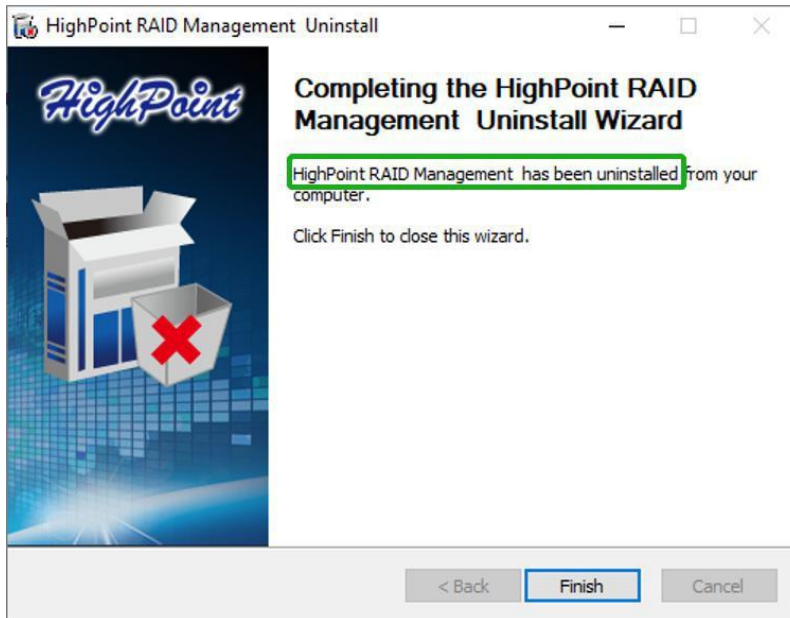 HighPoint RAID Management  Uninstall
HighPoint
Completing the HighPoint RAID
Management  Uninstall Wizard
HighPoint RAID Management  has been uninstalled from your
computer.
Click Finish to close this wizard.
< Back
Finish
Cancel